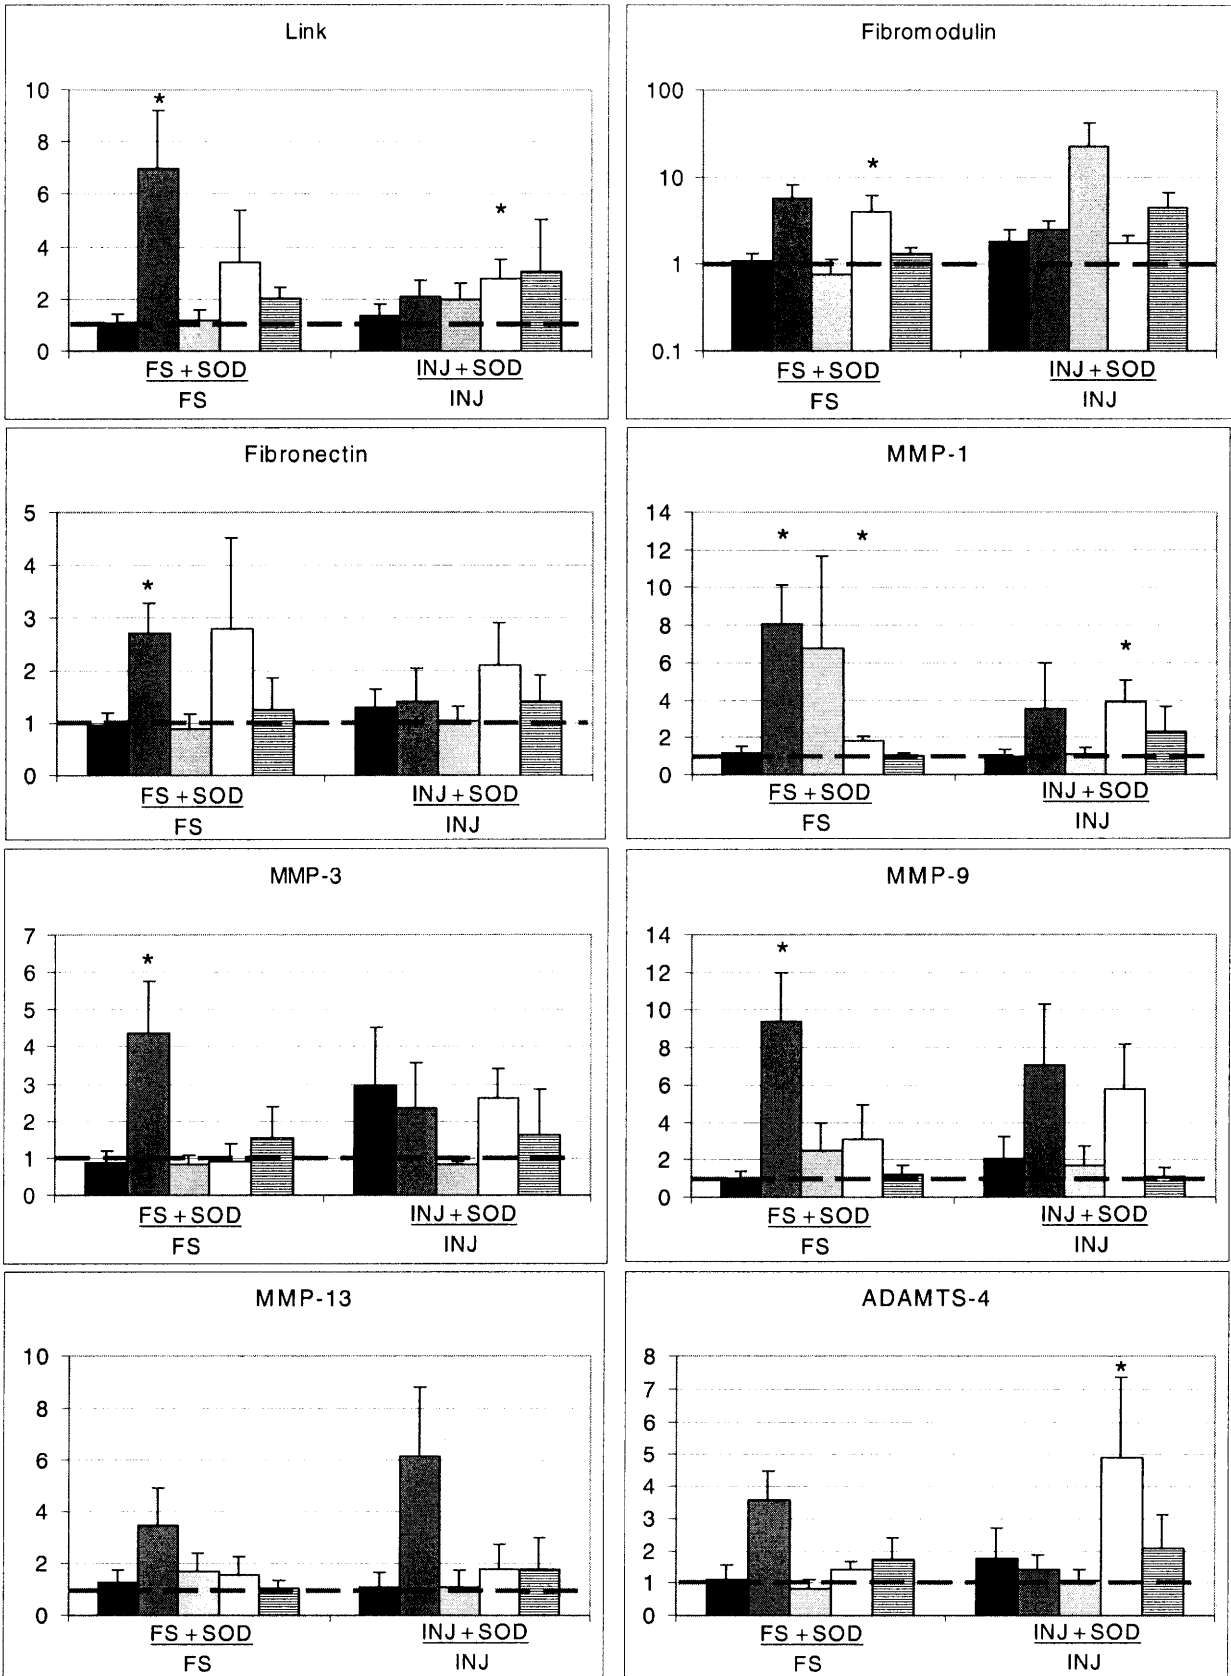 Link
10
*
8
6
*
4
2
0
FS + SOD INJ + SOD
FS INJ
Fibromodulin
100
*
10
1
0.1
FS + SOD INJ + SOD
FS INJ
Fibronectin
5
4
3
*
2
1
0
FS + SOD INJ + SOD
FS INJ
MMP-1
14
* *
12
10
8
*
6
4
2
0
FS + SOD INJ + SOD
FS INJ
MMP-3
7
*
6
5
4
3
2
1
0
FS + SOD INJ + SOD
FS INJ
MMP-9
14
*
12
10
8
6
4
2
0
FS + SOD INJ + SOD
FS INJ
MMP-13
10
8
6
4
2
0
FS + SOD INJ + SOD
FS INJ
ADAMTS-4
8
*
7
6
5
4
3
2
1
0
FS + SOD INJ + SOD
FS INJ